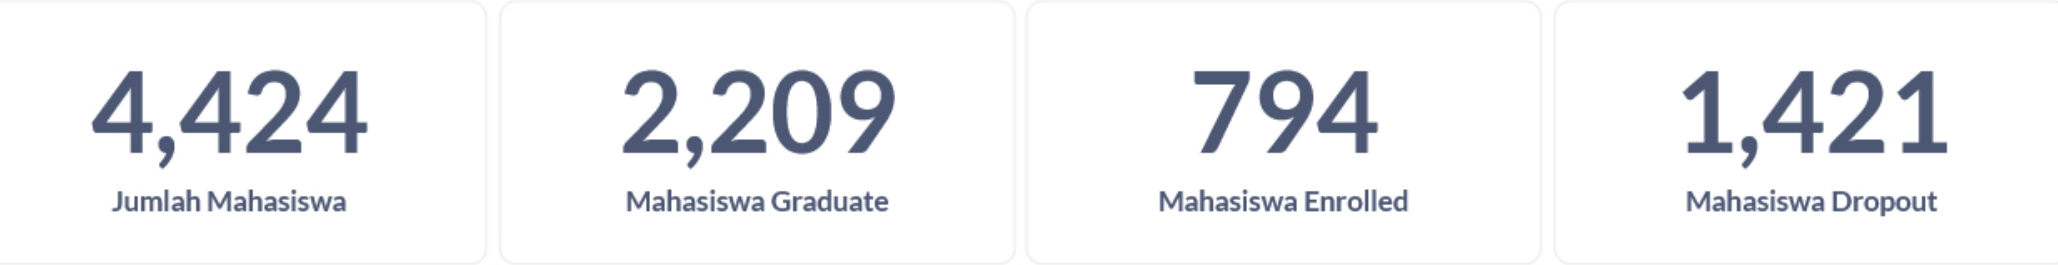 4,424
Jumlah Mahasiswa
2,209
Mahasiswa Graduate
794
Mahasiswa Enrolled
1,421
Mahasiswa Dropout